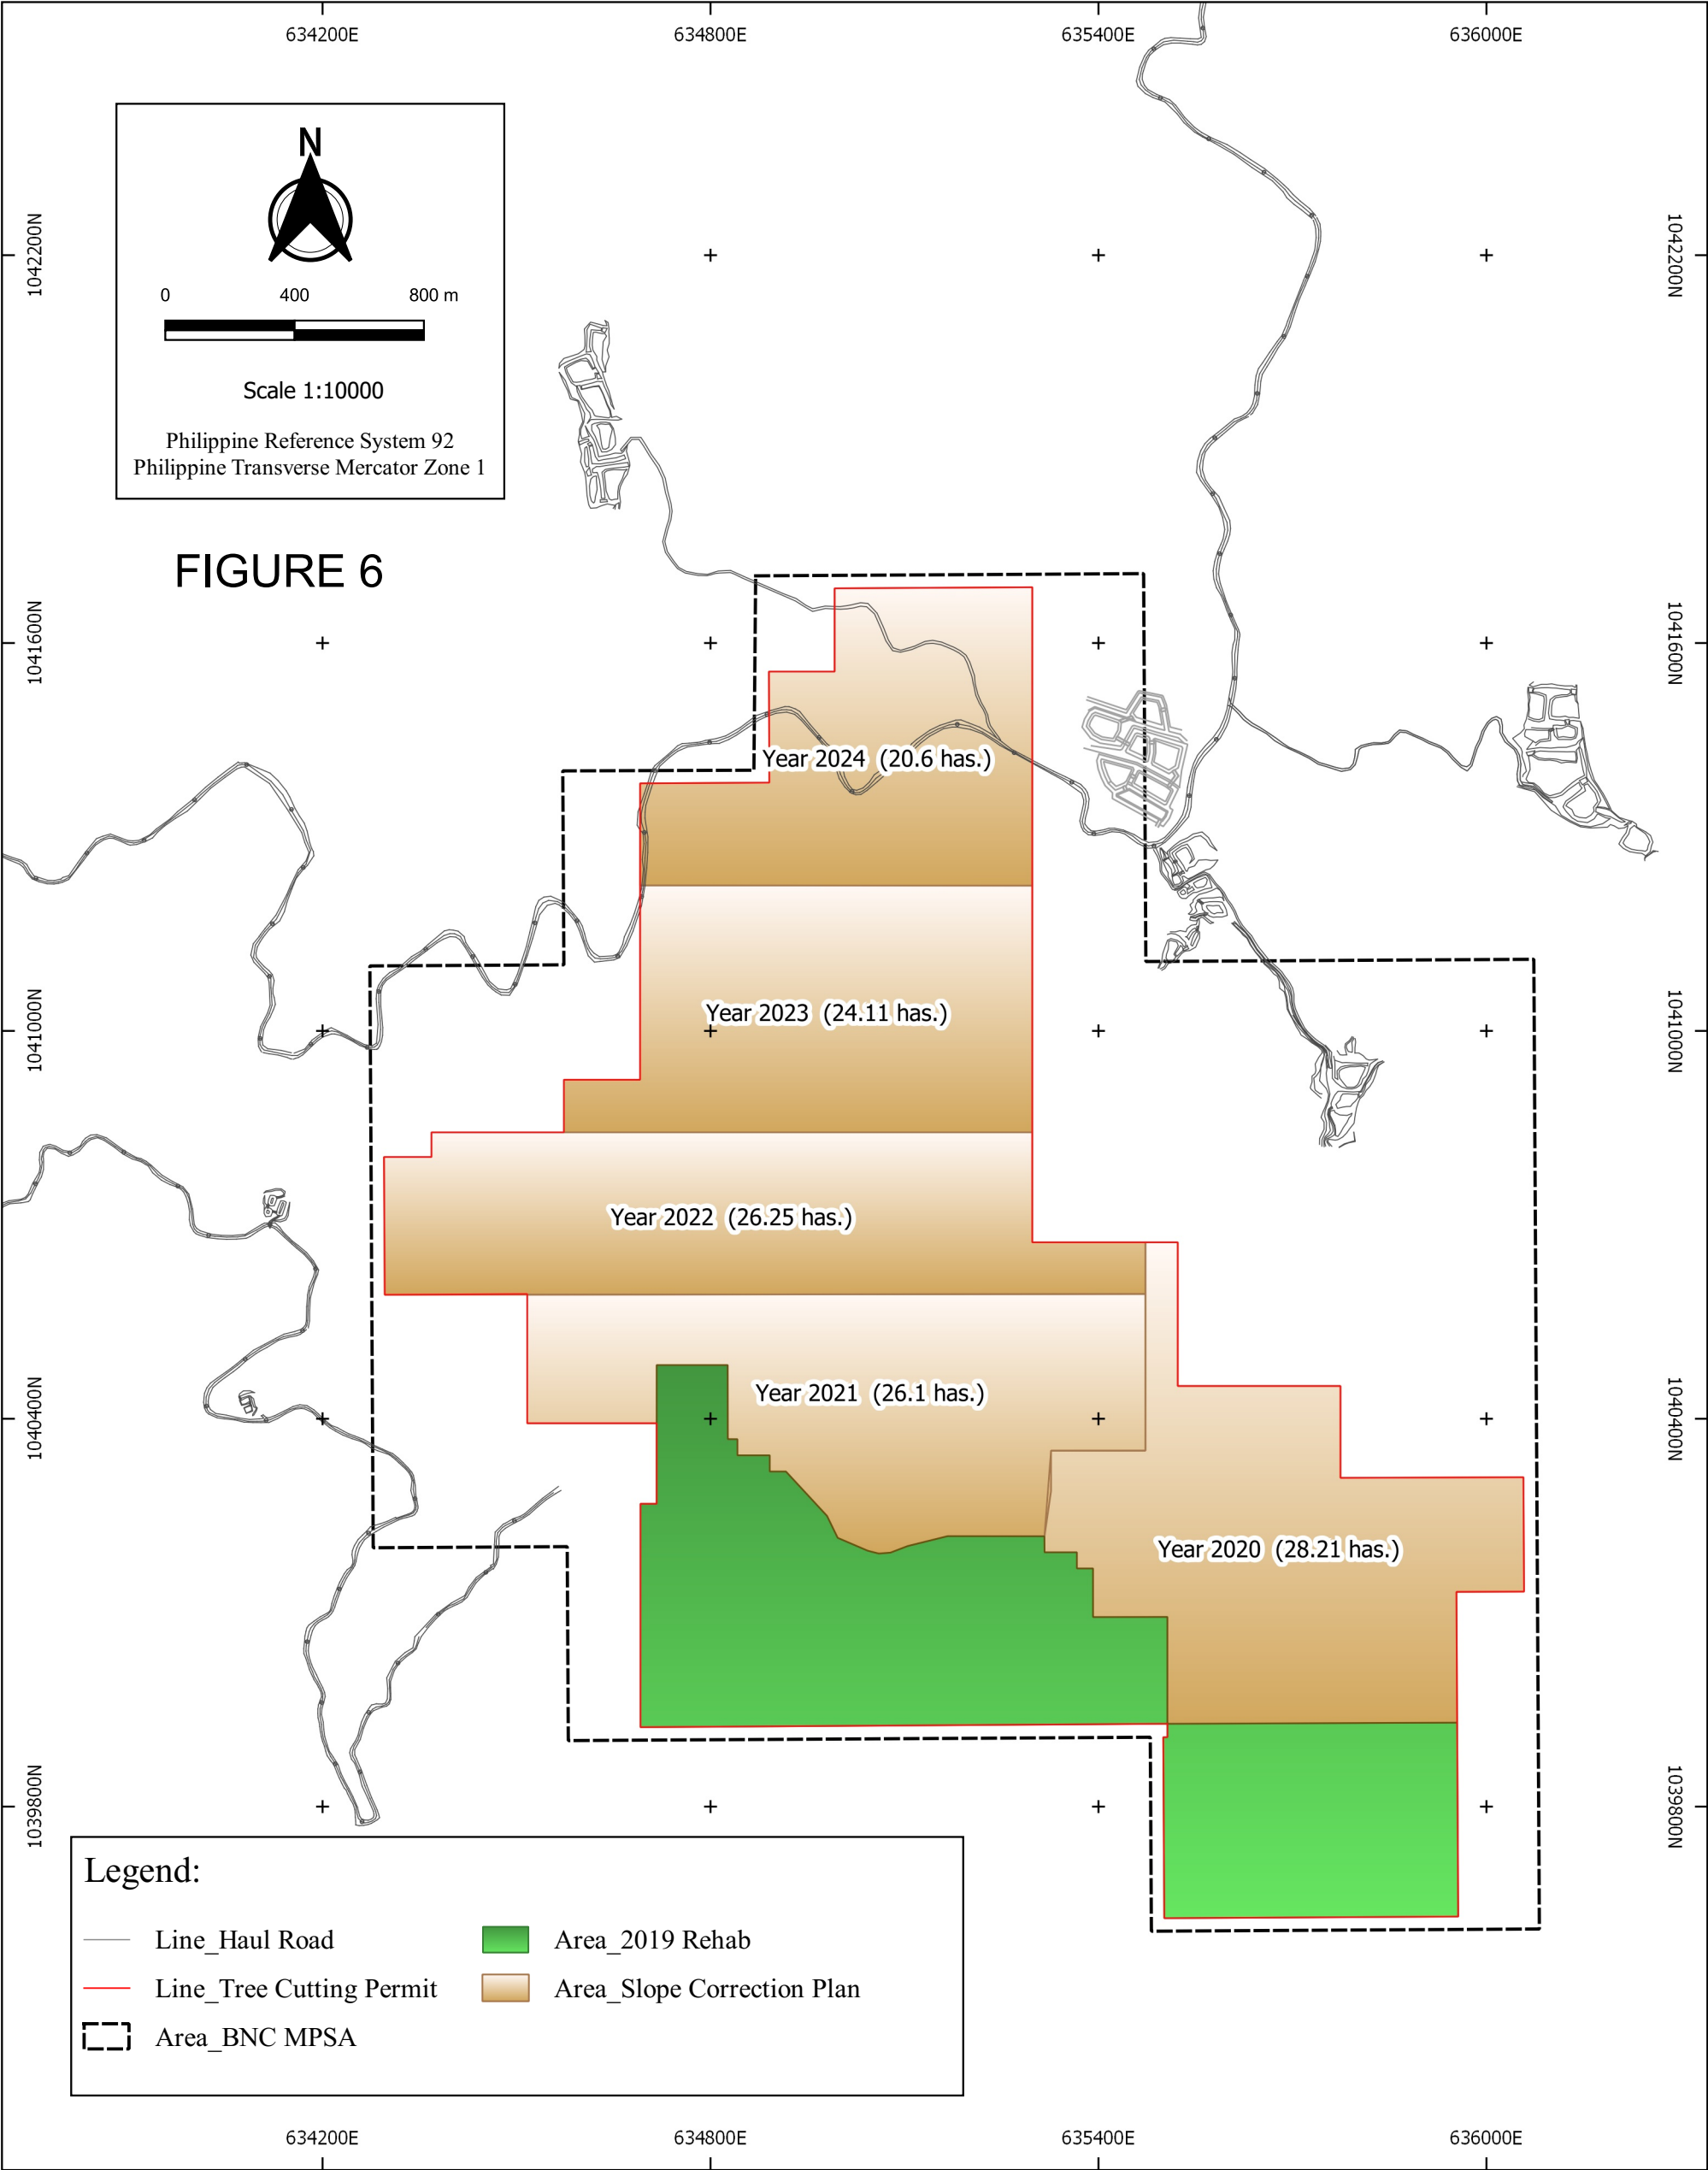 634200E 634800E 635400E 636000E
N
0 400 800 m
Scale 1:10000
Philippine Reference System 92
Philippine Transverse Mercator Zone 1
1042200N 1042200N
FIGURE 6
1041600N 1041600N
Year 2024 (20.6 has.)
Year 2023 (24.11 has.)
1041000N 1041000N
Year 2022 (26.25 has.)
Year 2021 (26.1 has.)
1040400N 1040400N
Year 2020 (28.21 has.)
1039800N 1039800N
Legend:
Line_Haul Road
Line_Tree Cutting Permit
Area_BNC MPSA
Area_2019 Rehab
Area_Slope Correction Plan
634200E 634800E 635400E 636000E